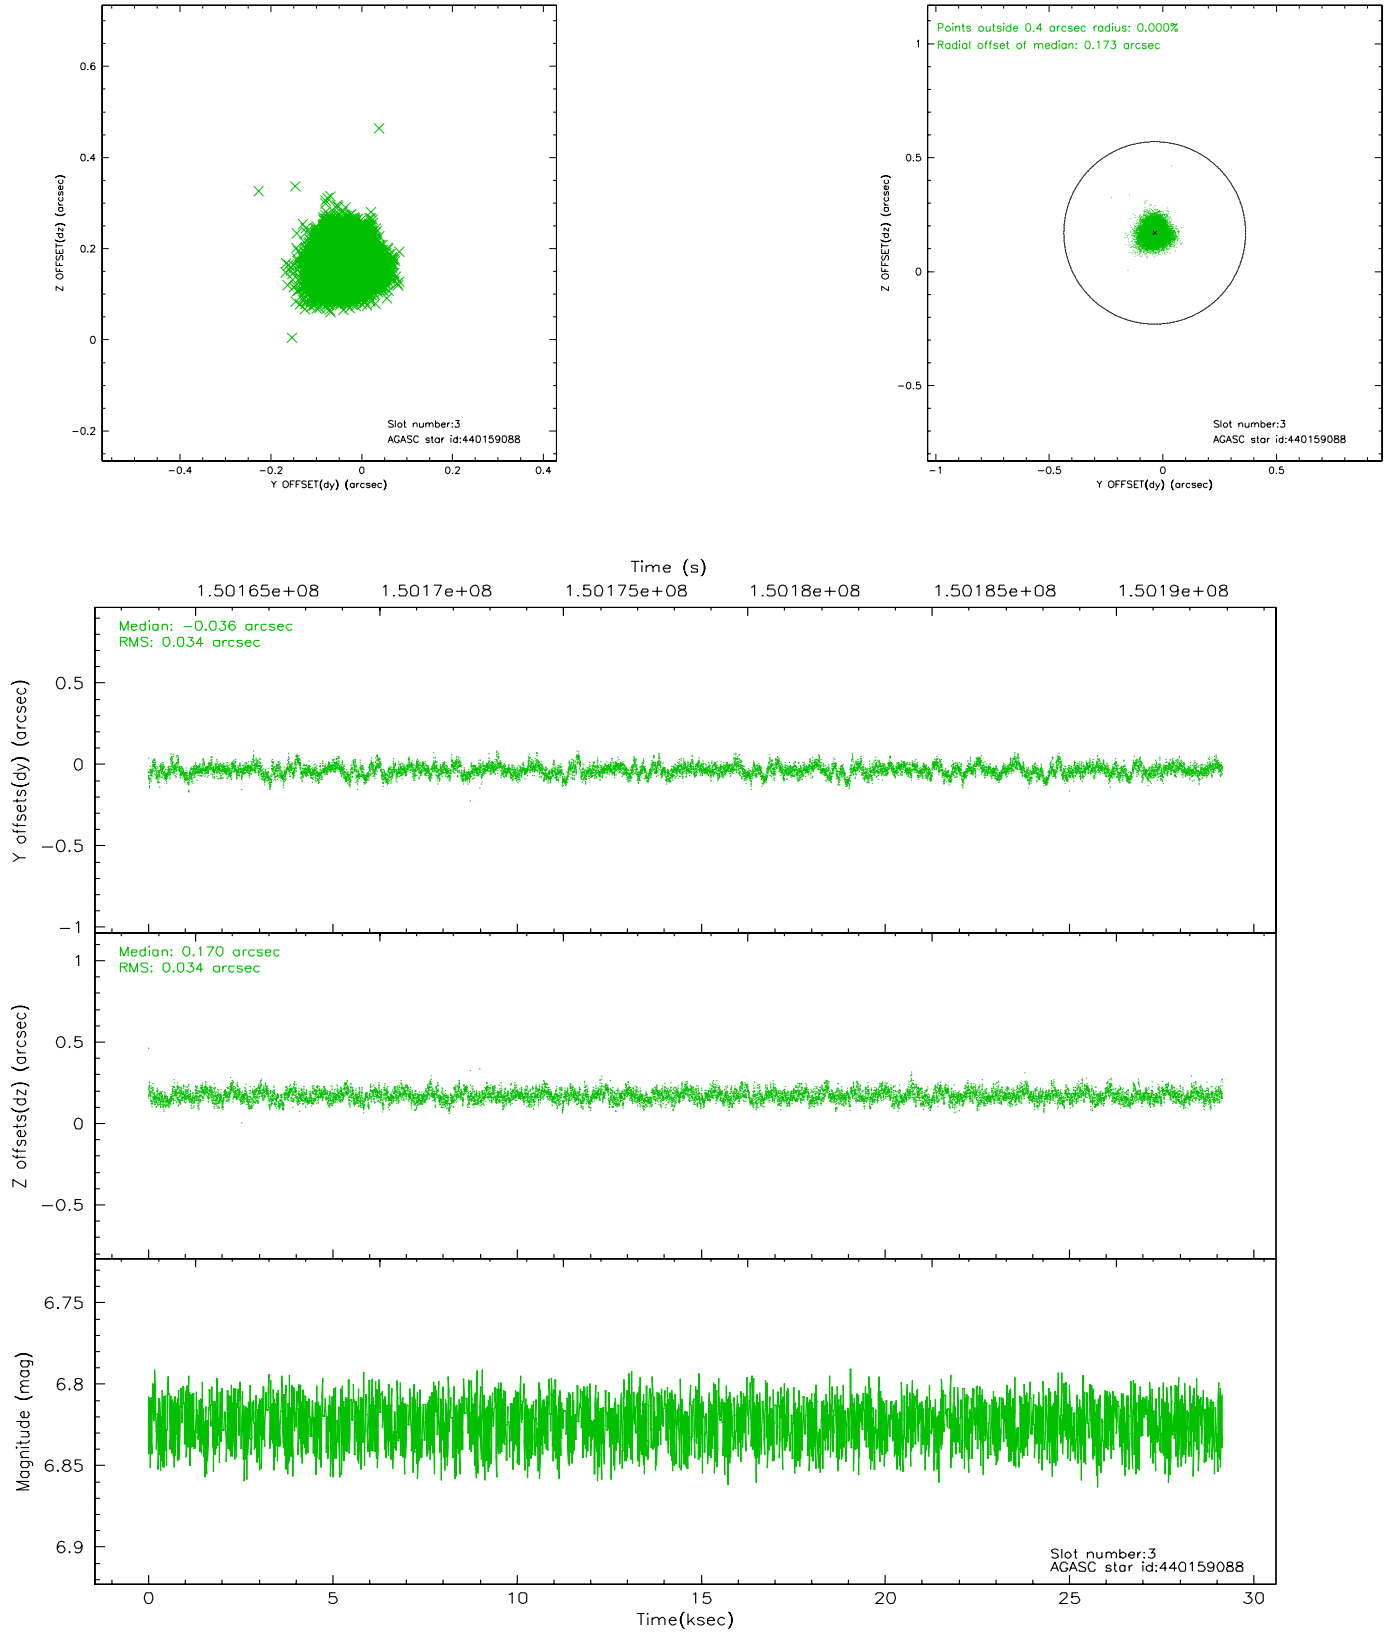 0.6
0.4
0.2
0
−0.2
Z OFFSET(dz) (arcsec)
Slot number:3
AGASC star id:440159088
−0.4 −0.2 0 0.2 0.4
Y OFFSET(dy) (arcsec)
Points outside 0.4 arcsec radius: 0.000%
Radial offset of median: 0.173 arcsec
1
0.5
0
−0.5
Z OFFSET(dz) (arcsec)
Slot number:3
AGASC star id:440159088
−1 −0.5 0 0.5
Y OFFSET(dy) (arcsec)
Time (s)
1.50165e+08 1.5017e+08 1.50175e+08 1.5018e+08 1.50185e+08 1.5019e+08
Median: −0.036 arcsec
RMS: 0.034 arcsec
0.5
0
−0.5
−1
Y offsets(dy) (arcsec)
Median: 0.170 arcsec
RMS: 0.034 arcsec
1
0.5
0
−0.5
Z offsets(dz) (arcsec)
6.75
6.8
6.85
6.9
Magnitude (mag)
Slot number:3
AGASC star id:440159088
0 5 10 15 20 25 30
Time(ksec)